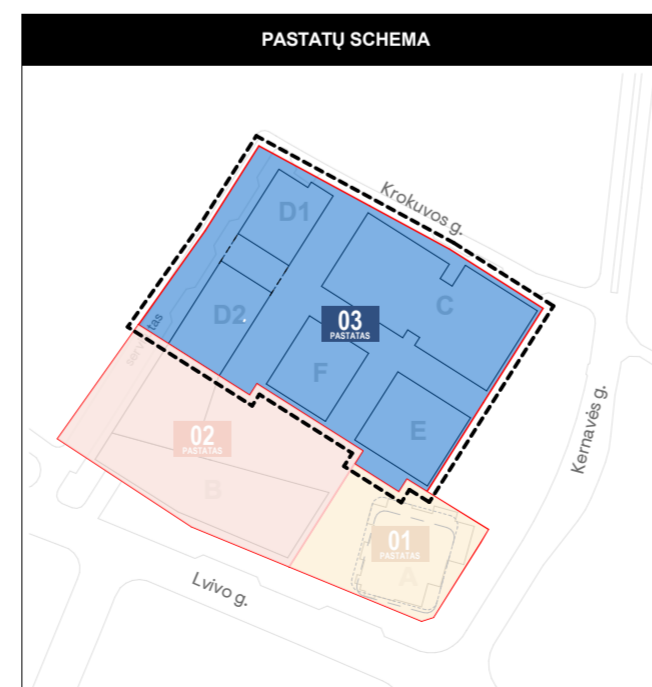 PASTATŲ SCHEMA
Krokuvos g.
D1
C
D2
03
PASTATAS
F
E
Kernavės g.
02
PASTATAS
B
01
PASTATAS
A
Lvivo g.